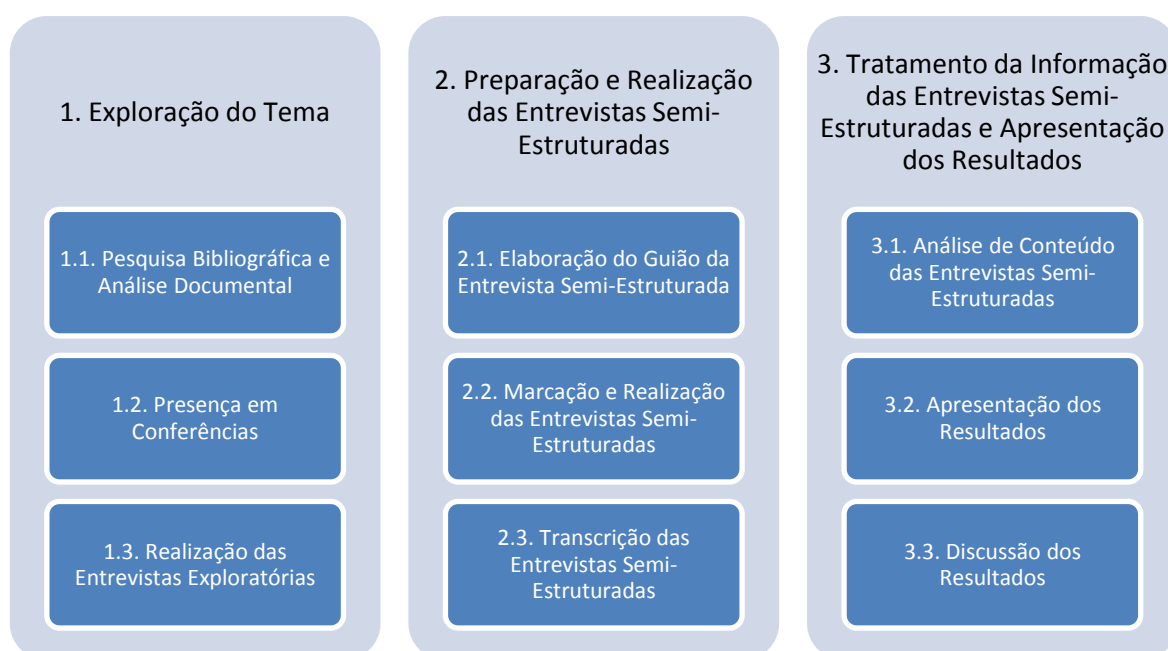 1. Exploração do Tema
1.1. Pesquisa Bibliográfica e
Análise Documental
1.2. Presença em
Conferências
1.3. Realização das
Entrevistas Exploratórias
2. Preparação e Realização
das Entrevistas Semi-
Estruturadas
2.1. Elaboração do Guião da
Entrevista Semi-Estruturada
2.2. Marcação e Realização
das Entrevistas Semi-
Estruturadas
2.3. Transcrição das
Entrevistas Semi-
Estruturadas
3. Tratamento da Informação
das Entrevistas Semi-
Estruturadas e Apresentação
dos Resultados
3.1. Análise de Conteúdo
das Entrevistas Semi-
Estruturadas
3.2. Apresentação dos
Resultados
3.3. Discussão dos
Resultados